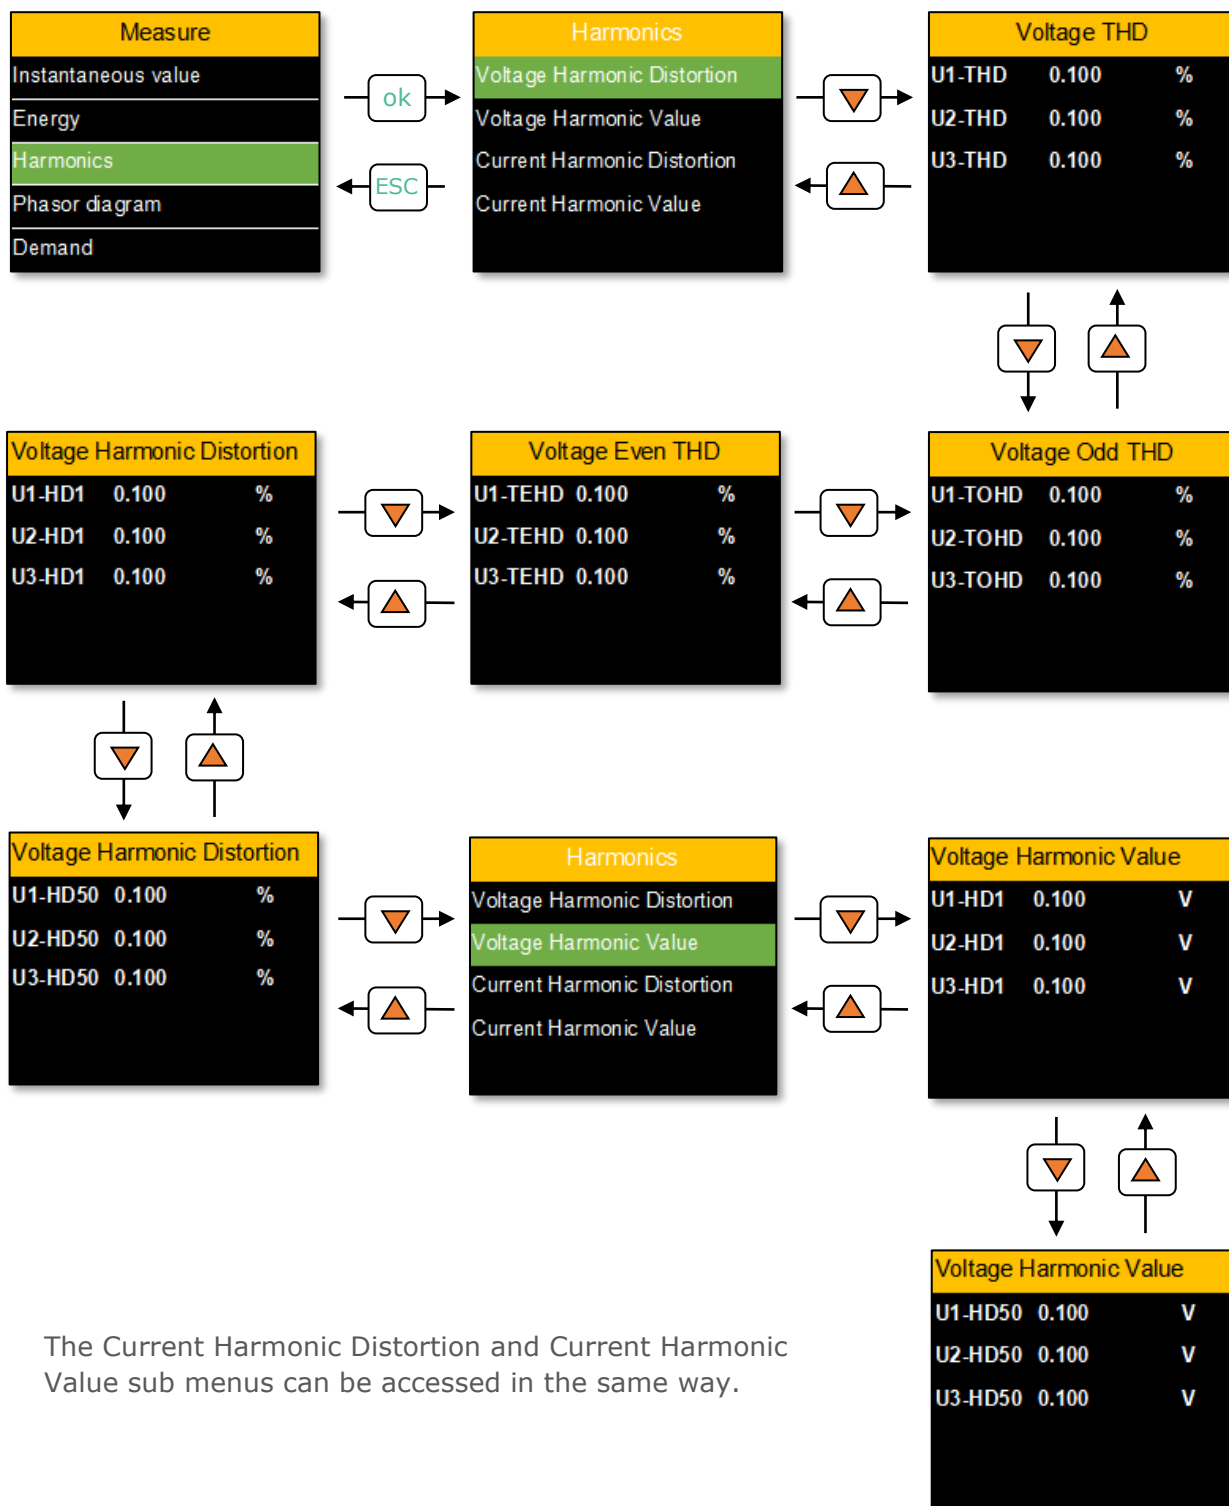 Measure
Instantaneous value
Energy
Harmonics
Phasor diagram
Demand
ok
ESC
Harmonics
Voltage Harmonic Distortion
Voltage Harmonic Value
Current Harmonic Distortion
Current Harmonic Value
Voltage THD
U1-THD 0.100 %
U2-THD 0.100 %
U3-THD 0.100 %
Voltage Harmonic Distortion
U1-HD1 0.100 %
U2-HD1 0.100 %
U3-HD1 0.100 %
Voltage Even THD
U1-TEHD 0.100 %
U2-TEHD 0.100 %
U3-TEHD 0.100 %
Voltage Odd THD
U1-TOHD 0.100 %
U2-TOHD 0.100 %
U3-TOHD 0.100 %
Voltage Harmonic Distortion
U1-HD50 0.100 %
U2-HD50 0.100 %
U3-HD50 0.100 %
Harmonics
Voltage Harmonic Distortion
Voltage Harmonic Value
Current Harmonic Distortion
Current Harmonic Value
Voltage Harmonic Value
U1-HD1 0.100 V
U2-HD1 0.100 V
U3-HD1 0.100 V
Voltage Harmonic Value
U1-HD50 0.100 V
U2-HD50 0.100 V
U3-HD50 0.100 V
The Current Harmonic Distortion and Current Harmonic
Value sub menus can be accessed in the same way.